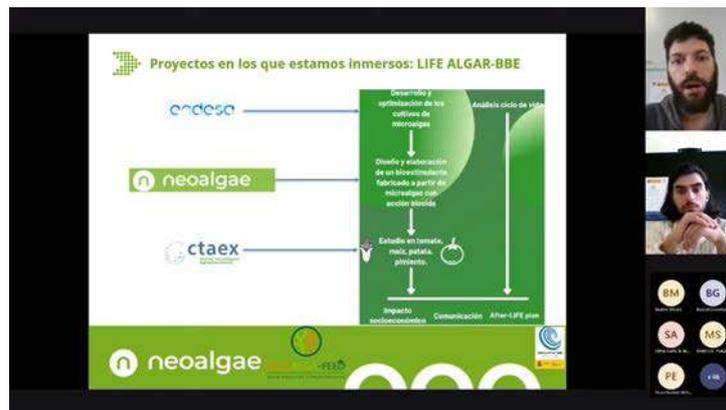 Proyectos en los que estamos inmersos: LIFE ALGAR-BBE
endesa
Desarrollo y
optimización de los
cultivos de
microalgas
Análisis ciclo de vida
neoalgae
Diseño y elaboración
de un bioestimulante
fabricado a partir de
microalgas con
acción biocida
ctaex
Estudio en tomate,
maíz, patata,
pimiento.
Impacto
socioeconómico
Comunicación
After-LIFE plan
neoalgae
-FEED
BM
BG
SA
MS
PE